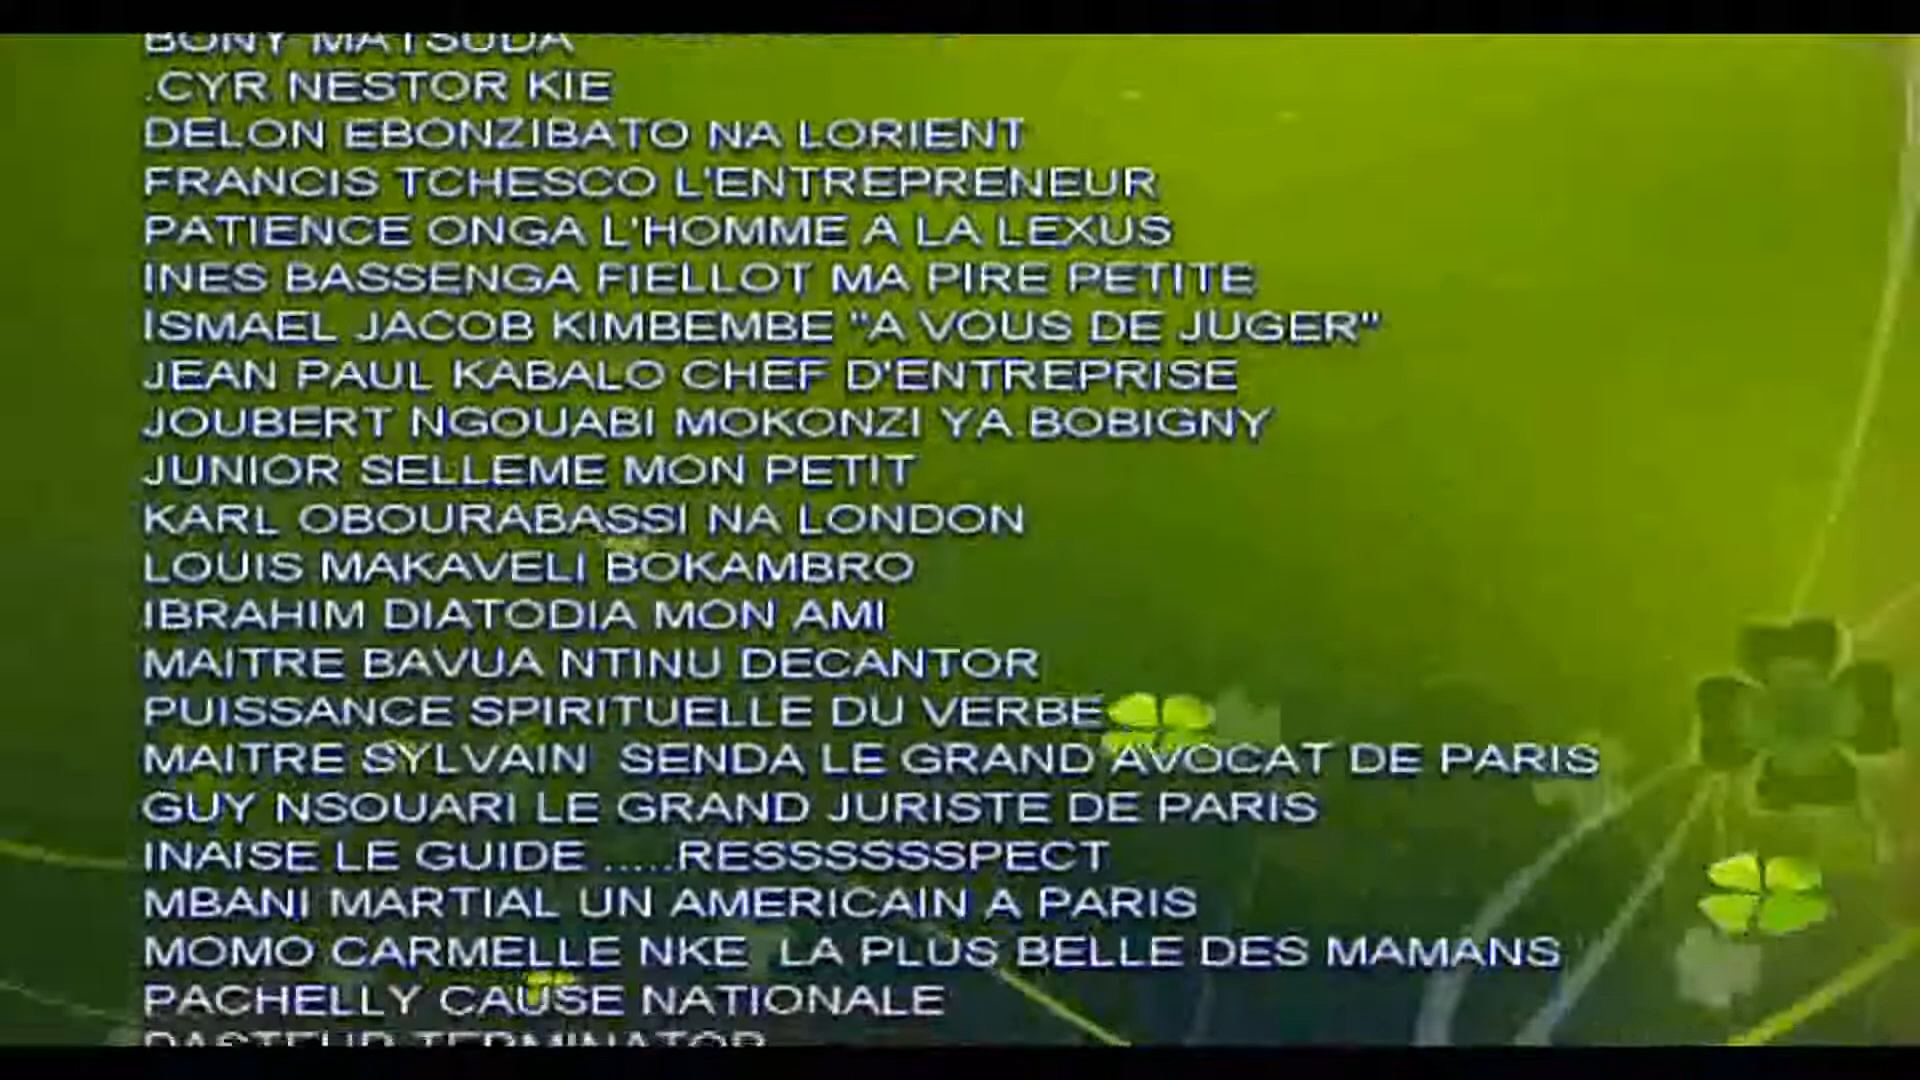 BONY MATSUDA
.CYR NESTOR KIE
DELON EBONZIBATO NA LORIENT
FRANCIS TCHESCO L'ENTREPRENEUR
PATIENCE ONGA L'HOMME A LA LEXUS
INES BASSENGA FIELLOT MA PIRE PETITE
ISMAEL JACOB KIMBEMBE "A VOUS DE JUGER"
JEAN PAUL KABALO CHEF D'ENTREPRISE
JOUBERT NGOUABI MOKONZI YA BOBIGNY
JUNIOR SELLEME MON PETIT
KARL OBOURABASSI NA LONDON
LOUIS MAKAVELI BOKAMBRO
IBRAHIM DIATODIA MON AMI
MAITRE BAVUA NTINU DECANTOR
PUISSANCE SPIRITUELLE DU VERBE
MAITRE SYLVAIN  SENDA LE GRAND AVOCAT DE PARIS
GUY NSOUARI LE GRAND JURISTE DE PARIS
INAISE LE GUIDE .....RESSSSSSSPECT
MBANI MARTIAL UN AMERICAIN A PARIS
MOMO CARMELLE NKE  LA PLUS BELLE DES MAMANS
PACHELLY CAUSE NATIONALE
PASTEUR TERMINATOR